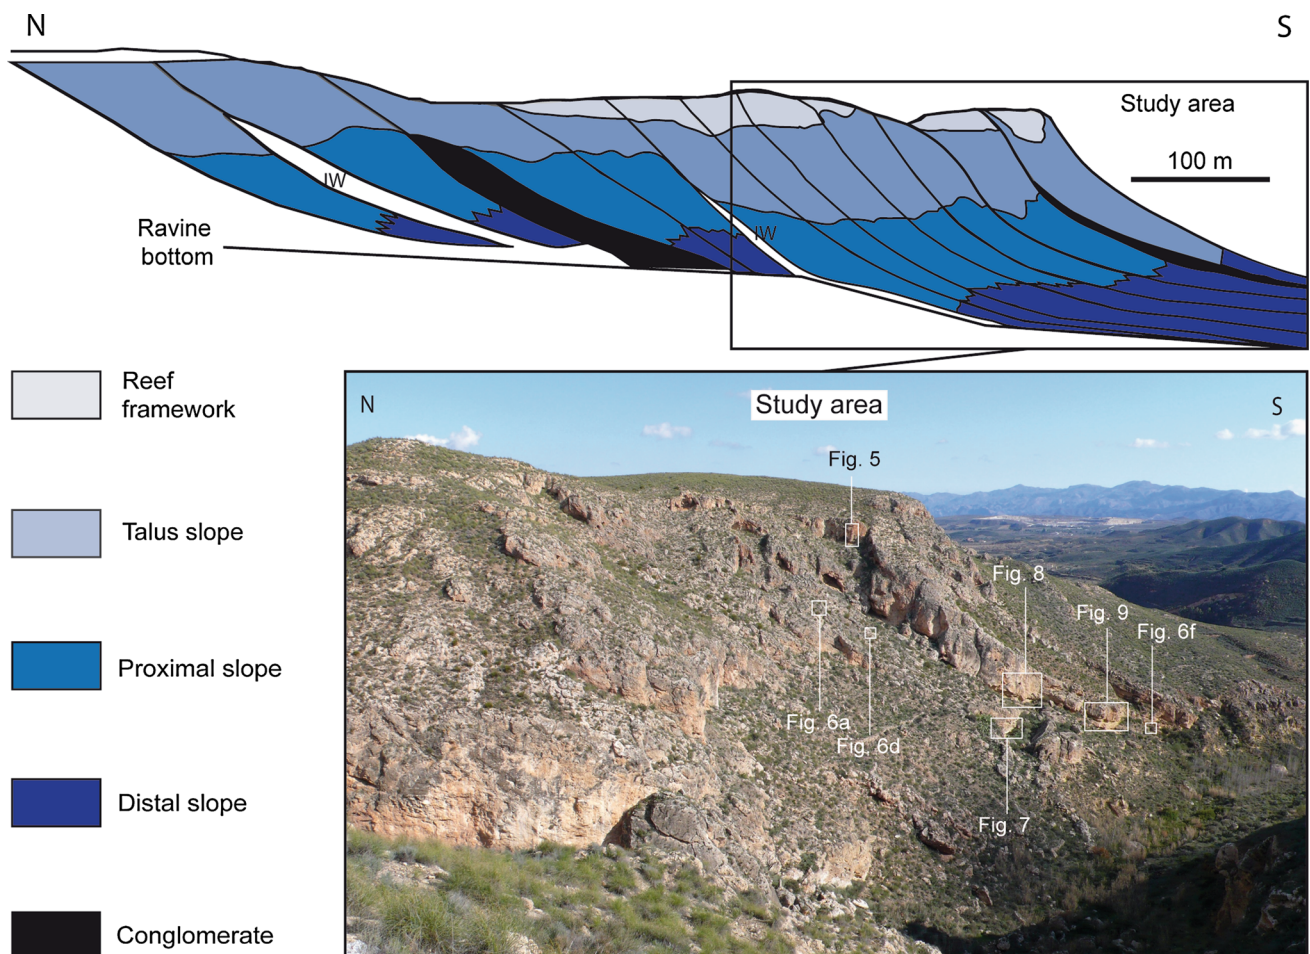 N
S
Study area
100 m
IW
IW
Ravine
bottom
Reef
framework
Talus slope
Proximal slope
Distal slope
Conglomerate
N
Study area
S
Fig. 5
Fig. 8
Fig. 9
Fig. 6f
Fig. 6a
Fig. 6d
Fig. 7